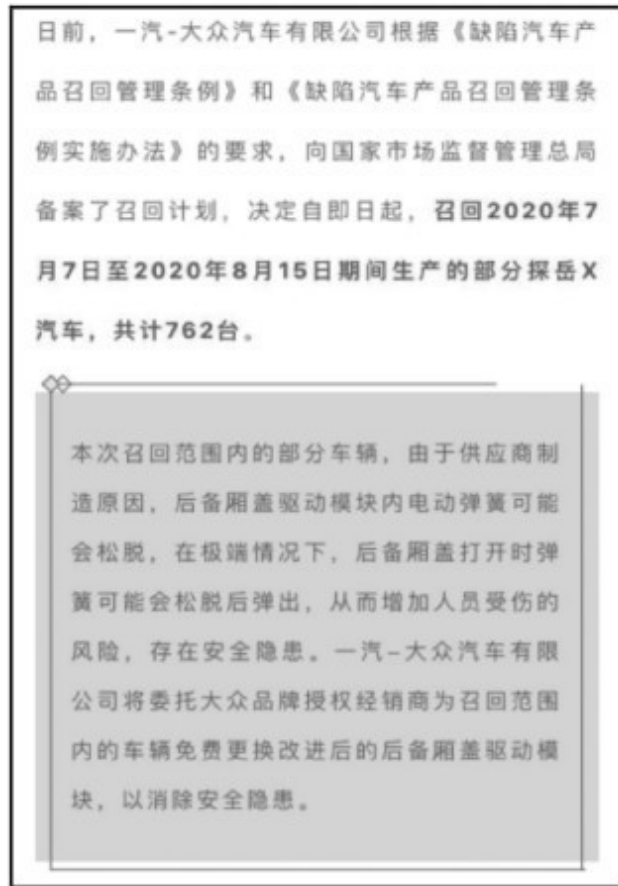 日前，一汽-大众汽车有限公司根据《缺陷汽车产
品召回管理条例》和《缺陷汽车产品召回管理条
例实施办法》的要求，向国家市场监督管理总局
备案了召回计划，决定自即日起，召回2020年7
月7日至2020年8月15日期间生产的部分探岳X
汽车，共计762台。
本次召回范围内的部分车辆，由于供应商制
造原因，后备厢盖驱动模块内电动弹簧可能
会松脱，在极端情况下，后备厢盖打开时弹
簧可能会松脱后弹出，从而增加人员受伤的
风险，存在安全隐患。一汽-大众汽车有限
公司将委托大众品牌授权经销商为召回范围
内的车辆免费更换改进后的后备厢盖驱动模
块，以消除安全隐患。